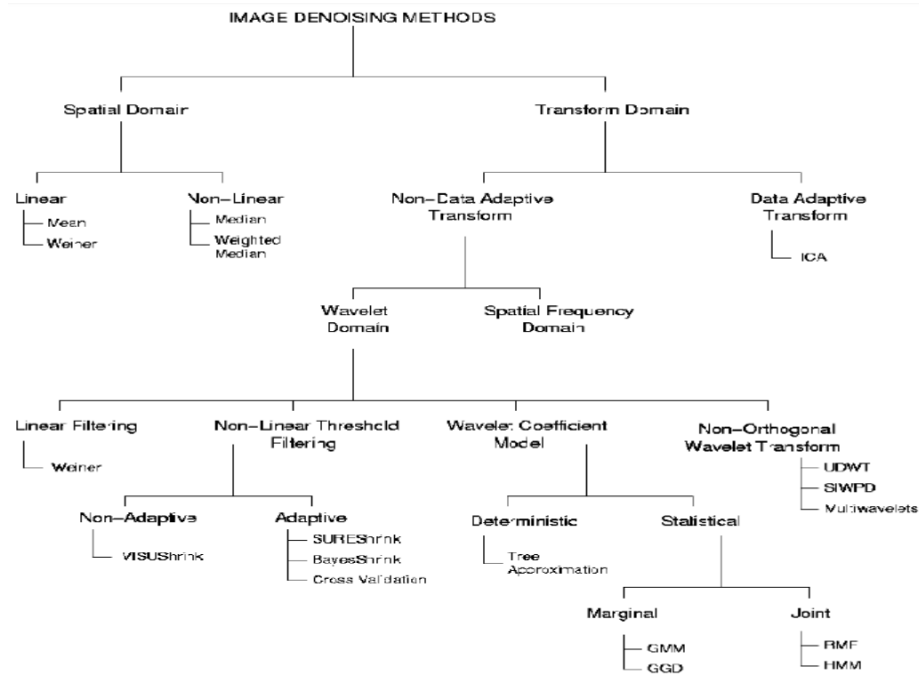 IMAGE DENOISING METHODS
Spatial Domain
Transform Domain
Linear
Mean
Weiner
Non-Linear
Median
Weighted
Median
Non-Data Adaptive
Transform
Data Adaptive
Transform
ICA
Wavelet
Domain
Spatial Frequency
Domain
Linear Filtering
Weiner
Non-Linear Threshold
Filtering
Wavelet Coefficient
Model
Non-Orthogonal
Wavelet Transform
UDWT
SIWPD
Multiwavelets
Non-Adaptive
VISUShrink
Adaptive
SUREShrink
BayesShrink
Cross Validation
Deterministic
Tree
Approximation
Statistical
Marginal
GMM
GGD
Joint
RMF
HMM